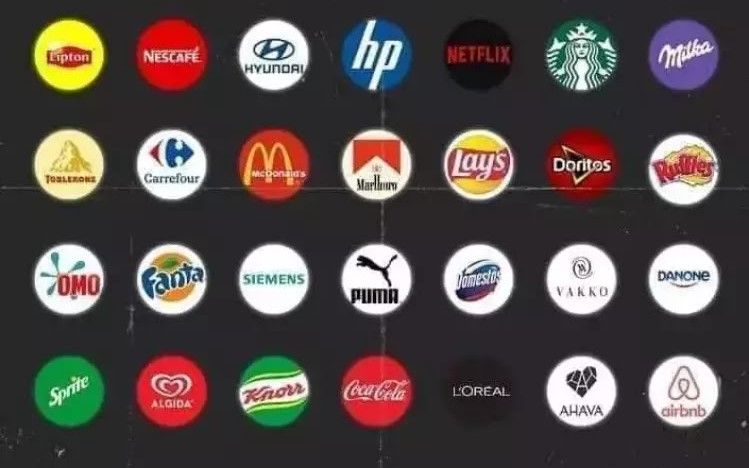 Lipton
NESCAFÉ.
HYUNDAI
hp
NETFLIX
Milka
TOBLERONE
Carrefour
McDonald's
Marlboro
Lay's
Doritos
Ruffles
OMO
Fanta
SIEMENS
PUMA
Domestos
VAKKO
DANONE
Sprite
ALGIDA
Knorr
Coca-Cola
L'ORÉAL
AHAVA
airbnb